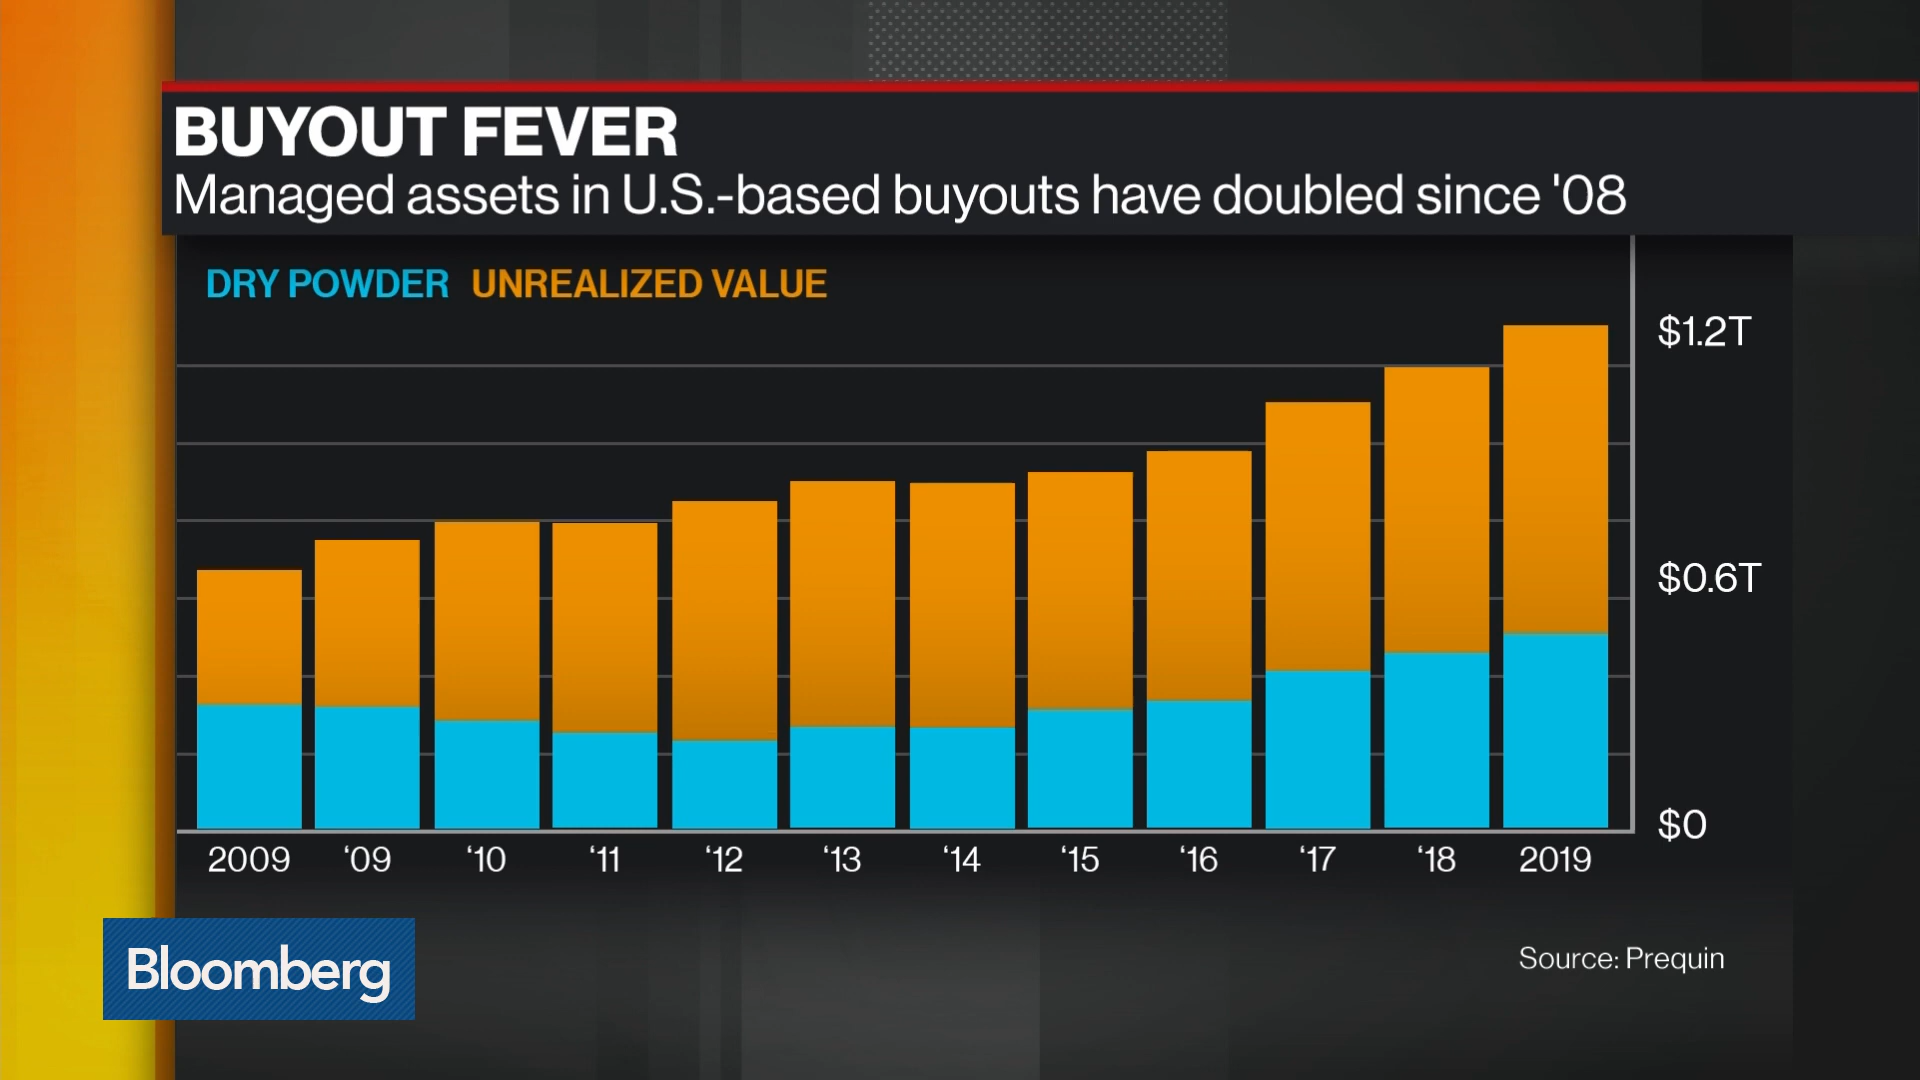 BUYOUT FEVER
Managed assets in U.S.-based buyouts have doubled since '08
DRY POWDER UNREALIZED VALUE
$1.2T
$0.6T
$0
2009 ‘09 ‘10 ‘11 ‘12 ‘13 ‘14 ‘15 ‘16 ‘17 ‘18 2019
Bloomberg
Source: Prequin